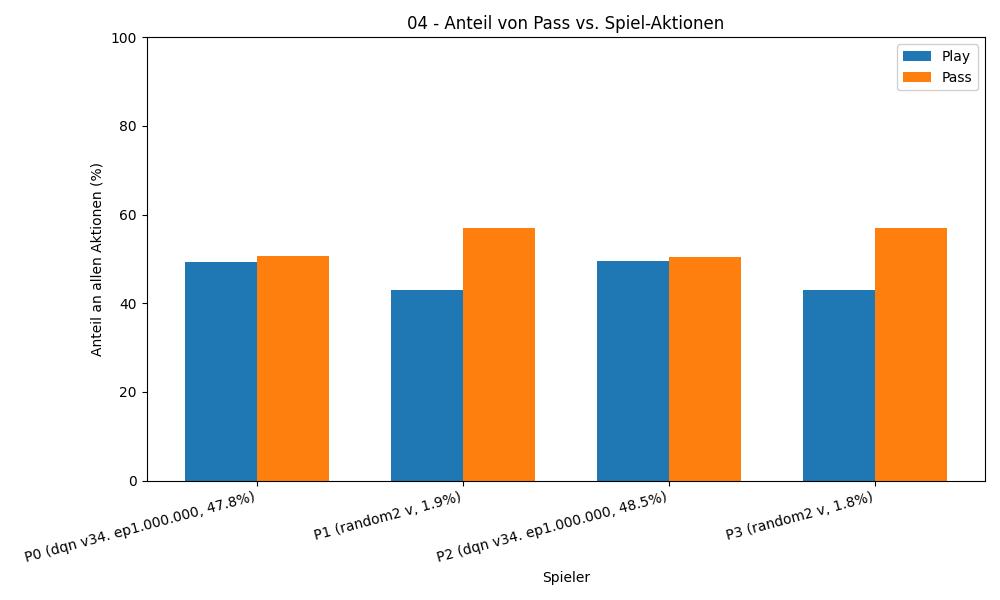 04 - Anteil von Pass vs. Spiel-Aktionen
Play
Pass
Anteil an allen Aktionen (%)
100
80
60
40
20
0
P0 (dqn v34. ep1.000.000, 47.8%)
P1 (random2 v, 1.9%)
P2 (dqn v34. ep1.000.000, 48.5%)
P3 (random2 v, 1.8%)
Spieler